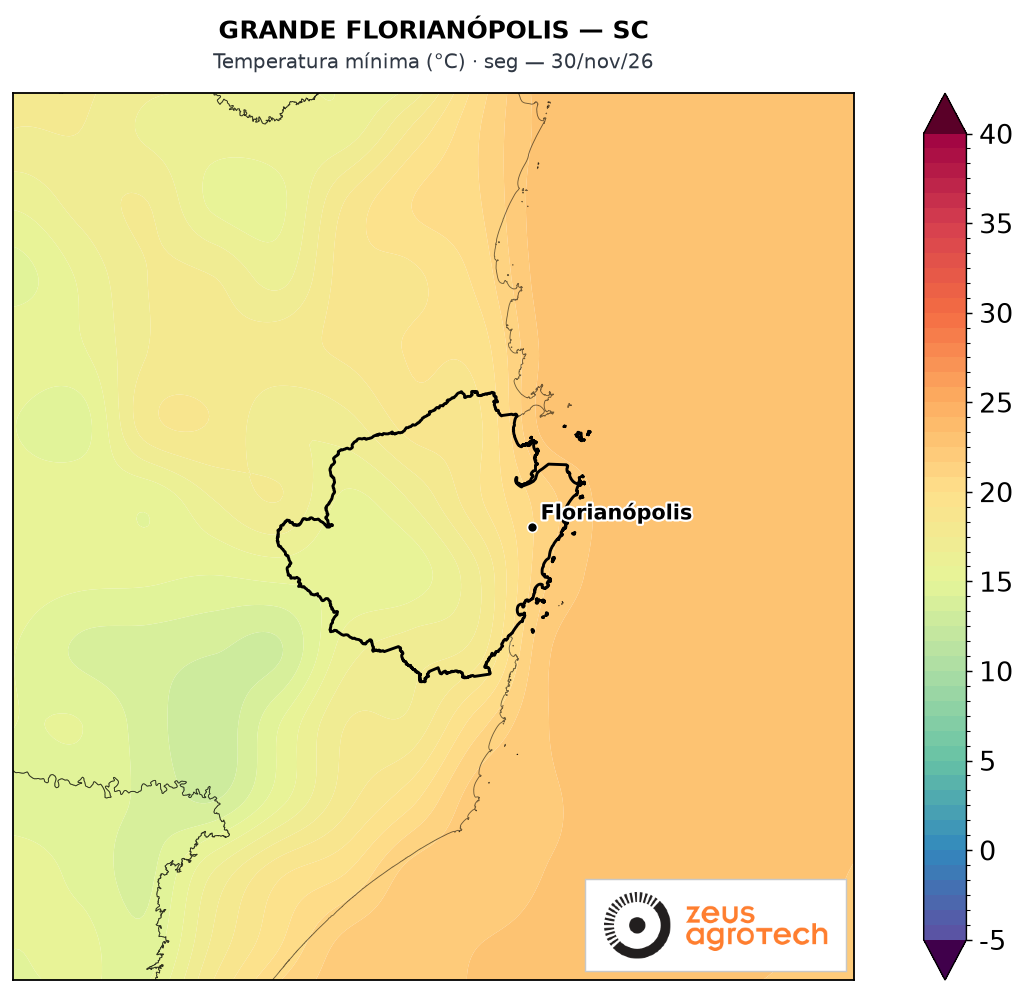 GRANDE FLORIANÓPOLIS — SC
Temperatura mínima (°C) · seg — 30/nov/26
40
35
30
25
20
15
10
5
0
-5
Florianópolis
zeus
agrotech